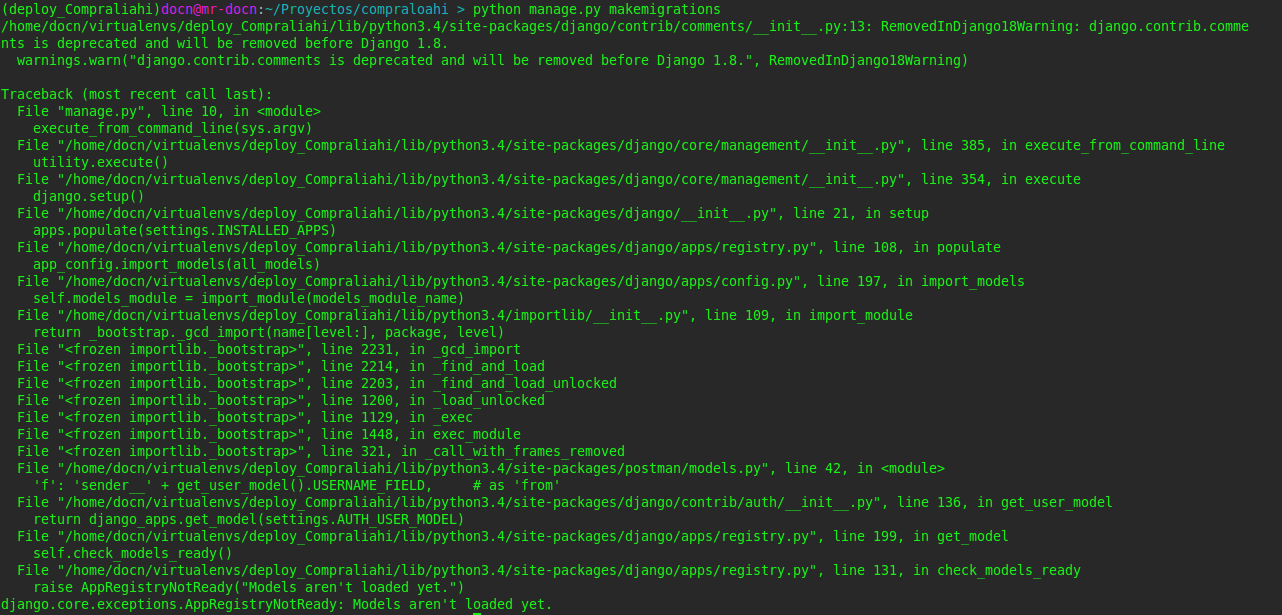 (deploy_Compraliahi)docn@mr-docn:~/Proyectos/compraloahi > python manage.py makemigrations
/home/docn/virtualenvs/deploy_Compraliahi/lib/python3.4/site-packages/django/contrib/comments/__init__.py:13: RemovedInDjango18Warning: django.contrib.comme
nts is deprecated and will be removed before Django 1.8.
  warnings.warn("django.contrib.comments is deprecated and will be removed before Django 1.8.", RemovedInDjango18Warning)

Traceback (most recent call last):
  File "manage.py", line 10, in <module>
    execute_from_command_line(sys.argv)
  File "/home/docn/virtualenvs/deploy_Compraliahi/lib/python3.4/site-packages/django/core/management/__init__.py", line 385, in execute_from_command_line
    utility.execute()
  File "/home/docn/virtualenvs/deploy_Compraliahi/lib/python3.4/site-packages/django/core/management/__init__.py", line 354, in execute
    django.setup()
  File "/home/docn/virtualenvs/deploy_Compraliahi/lib/python3.4/site-packages/django/__init__.py", line 21, in setup
    apps.populate(settings.INSTALLED_APPS)
  File "/home/docn/virtualenvs/deploy_Compraliahi/lib/python3.4/site-packages/django/apps/registry.py", line 108, in populate
    app_config.import_models(all_models)
  File "/home/docn/virtualenvs/deploy_Compraliahi/lib/python3.4/site-packages/django/apps/config.py", line 197, in import_models
    self.models_module = import_module(models_module_name)
  File "/home/docn/virtualenvs/deploy_Compraliahi/lib/python3.4/importlib/__init__.py", line 109, in import_module
    return _bootstrap._gcd_import(name[level:], package, level)
  File "<frozen importlib._bootstrap>", line 2231, in _gcd_import
  File "<frozen importlib._bootstrap>", line 2214, in _find_and_load
  File "<frozen importlib._bootstrap>", line 2203, in _find_and_load_unlocked
  File "<frozen importlib._bootstrap>", line 1200, in _load_unlocked
  File "<frozen importlib._bootstrap>", line 1129, in _exec
  File "<frozen importlib._bootstrap>", line 1448, in exec_module
  File "<frozen importlib._bootstrap>", line 321, in _call_with_frames_removed
  File "/home/docn/virtualenvs/deploy_Compraliahi/lib/python3.4/site-packages/postman/models.py", line 42, in <module>
    'f': 'sender__' + get_user_model().USERNAME_FIELD,     # as 'from'
  File "/home/docn/virtualenvs/deploy_Compraliahi/lib/python3.4/site-packages/django/contrib/auth/__init__.py", line 136, in get_user_model
    return django_apps.get_model(settings.AUTH_USER_MODEL)
  File "/home/docn/virtualenvs/deploy_Compraliahi/lib/python3.4/site-packages/django/apps/registry.py", line 199, in get_model
    self.check_models_ready()
  File "/home/docn/virtualenvs/deploy_Compraliahi/lib/python3.4/site-packages/django/apps/registry.py", line 131, in check_models_ready
    raise AppRegistryNotReady("Models aren't loaded yet.")
django.core.exceptions.AppRegistryNotReady: Models aren't loaded yet.